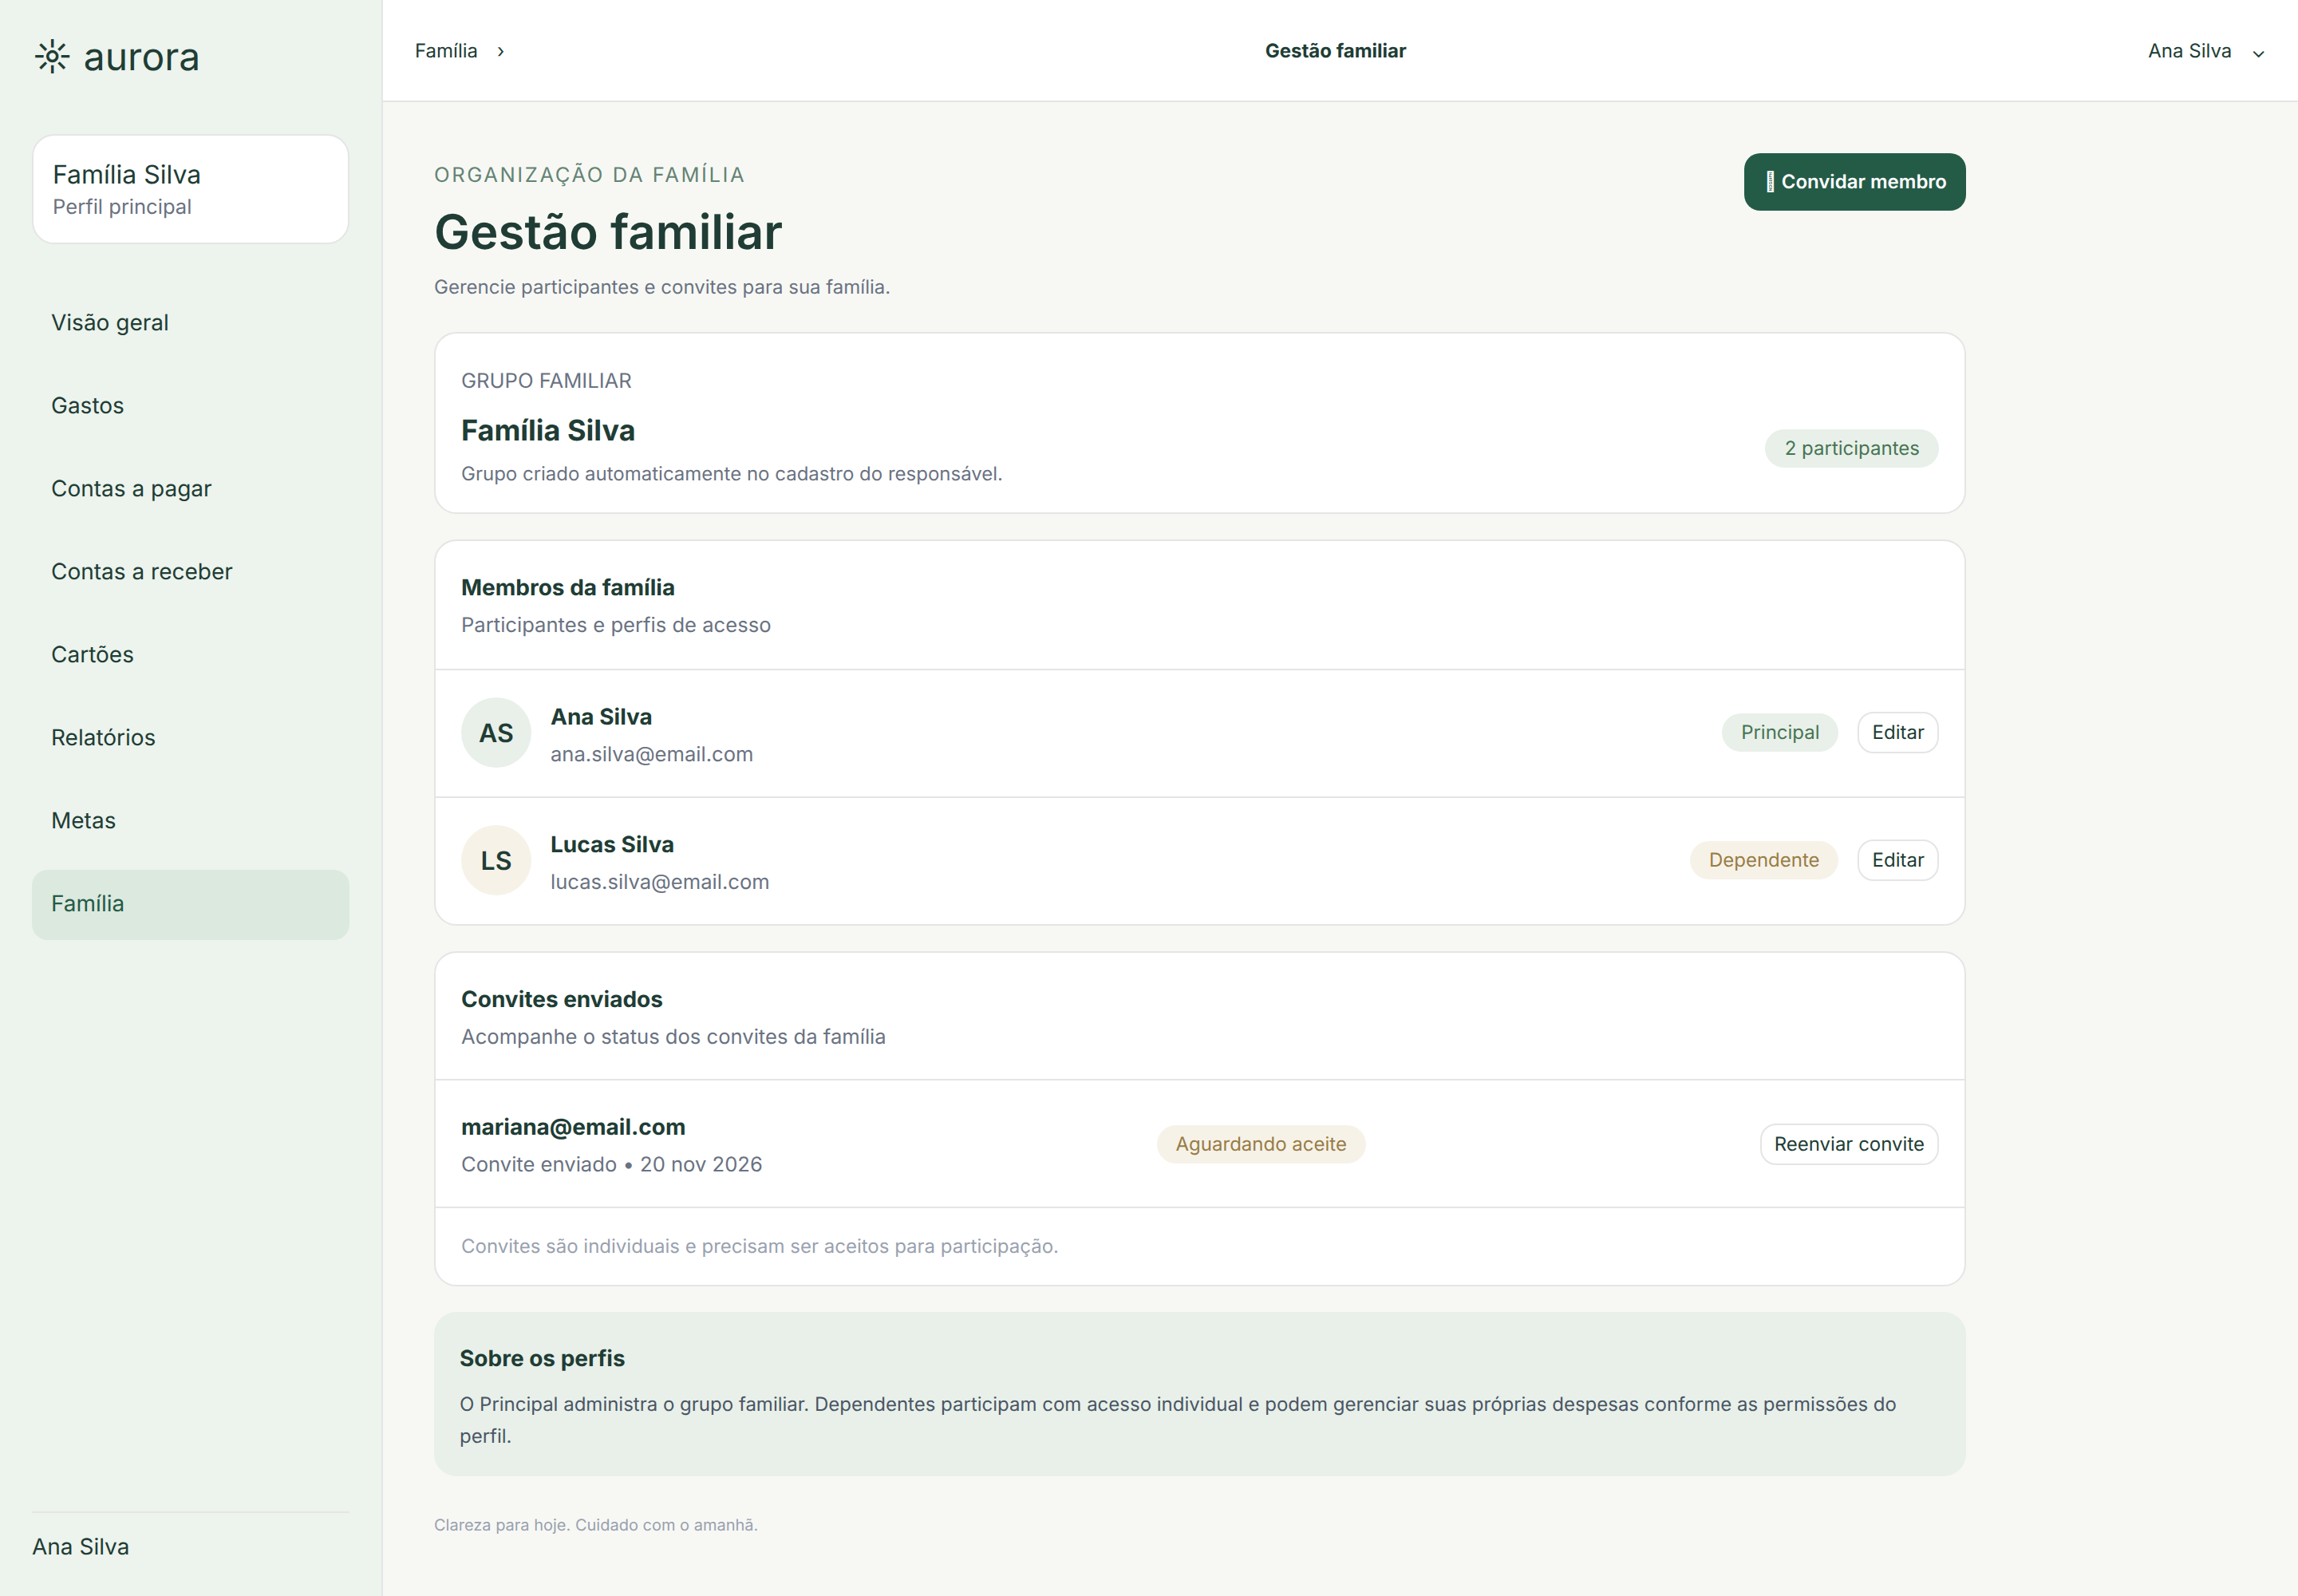 aurora
Família Silva
Perfil principal
Visão geral
Gastos
Contas a pagar
Contas a receber
Cartões
Relatórios
Metas
Família
Ana Silva
Família ›
Gestão familiar
Ana Silva
ORGANIZAÇÃO DA FAMÍLIA
Gestão familiar
Gerencie participantes e convites para sua família.
Convidar membro
GRUPO FAMILIAR
Família Silva
Grupo criado automaticamente no cadastro do responsável.
2 participantes
Membros da família
Participantes e perfis de acesso
AS
Ana Silva
ana.silva@email.com
Principal
Editar
LS
Lucas Silva
lucas.silva@email.com
Dependente
Editar
Convites enviados
Acompanhe o status dos convites da família
mariana@email.com
Convite enviado • 20 nov 2026
Aguardando aceite
Reenviar convite
Convites são individuais e precisam ser aceitos para participação.
Sobre os perfis
O Principal administra o grupo familiar. Dependentes participam com acesso individual e podem gerenciar suas próprias despesas conforme as permissões do
perfil.
Clareza para hoje. Cuidado com o amanhã.